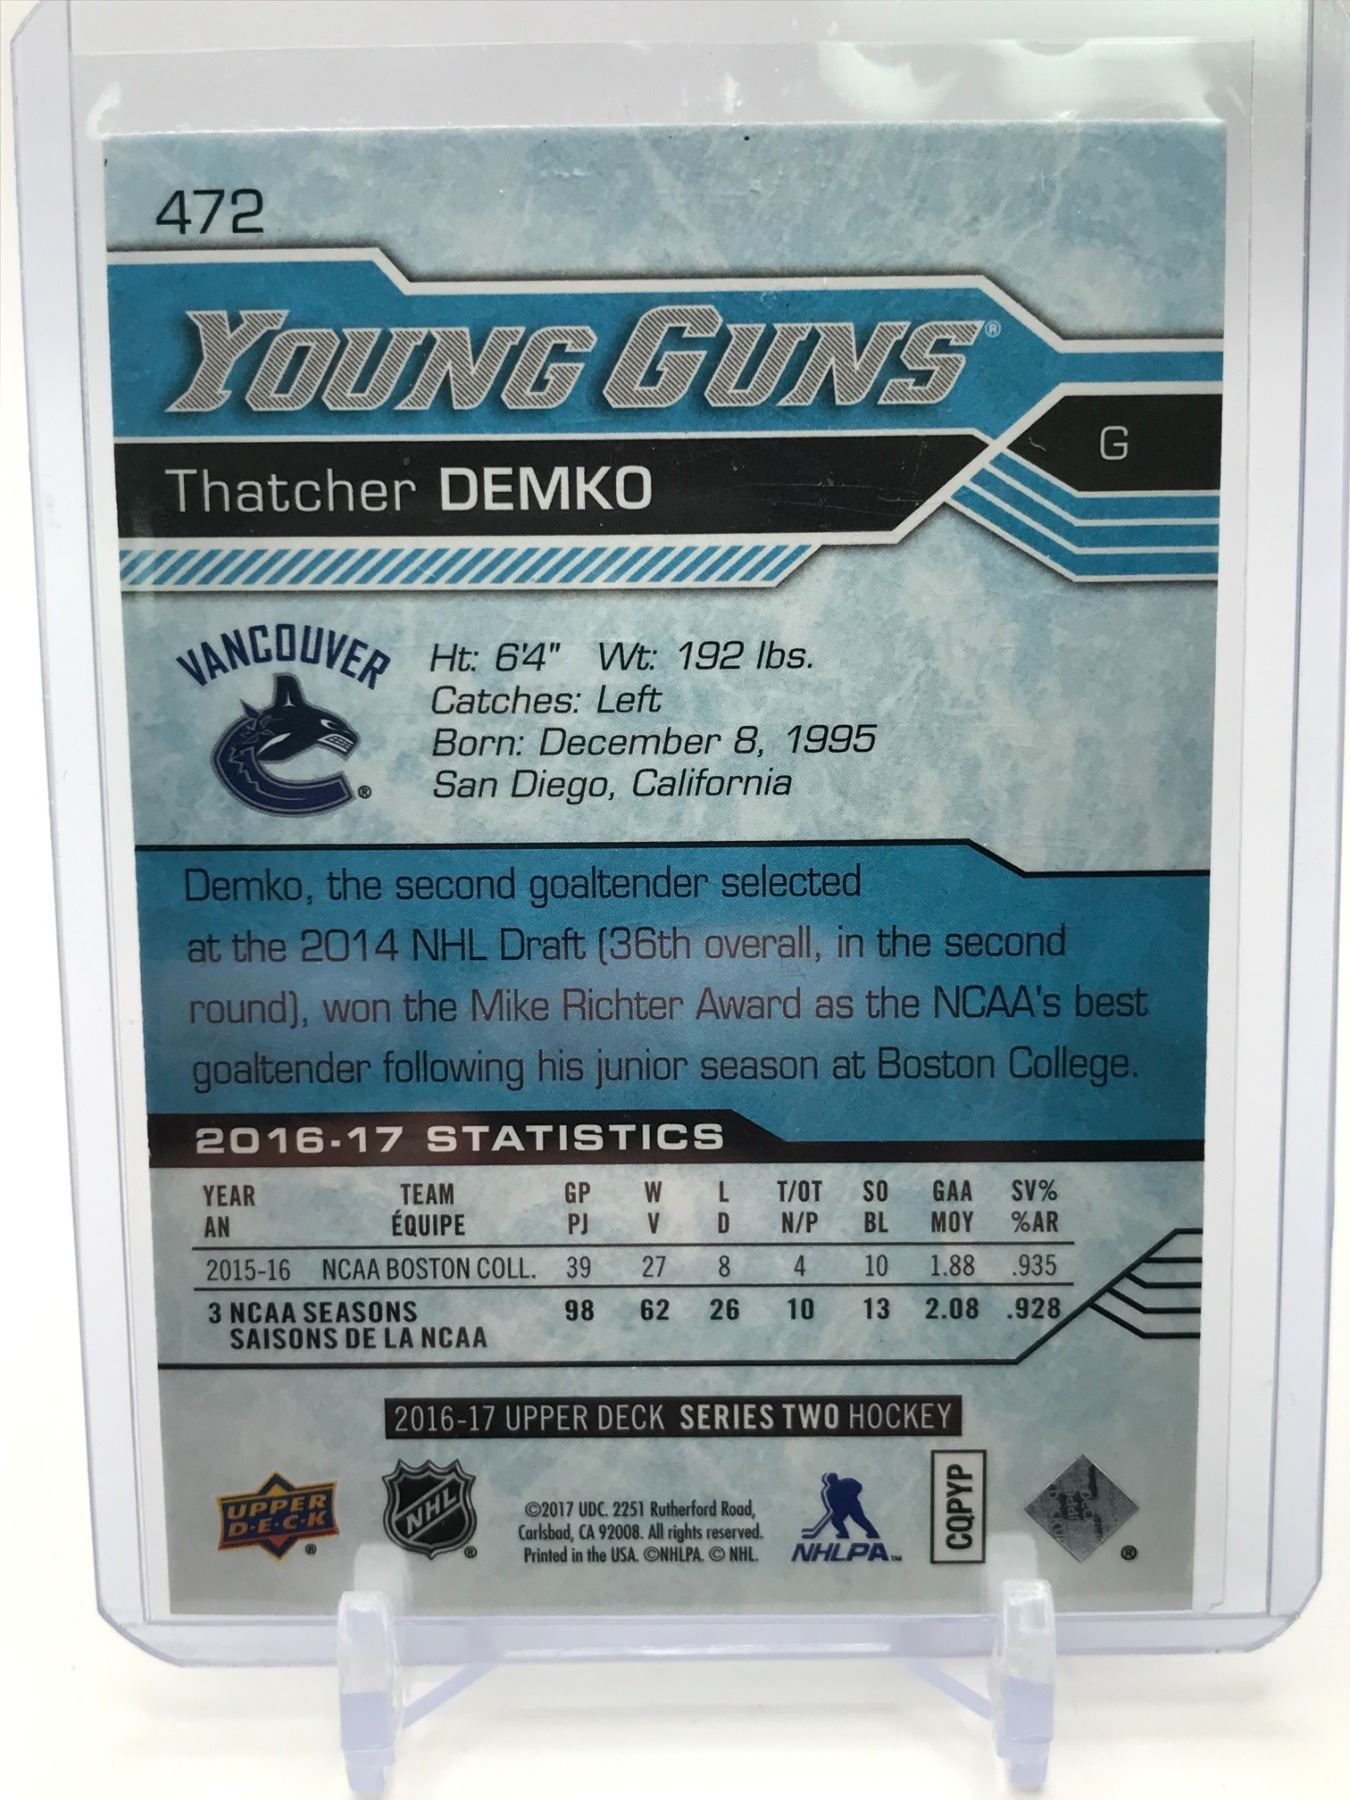 472
YOUNG GUNS®
G
Thatcher DEMKO
VANCOUVER
®
Ht: 6'4" Wt: 192 lbs.
Catches: Left
Born: December 8, 1995
San Diego, California
Demko, the second goaltender selected
at the 2014 NHL Draft (36th overall, in the second
round), won the Mike Richter Award as the NCAA's best
goaltender following his junior season at Boston College.
2016-17 STATISTICS
YEAR TEAM GP W L T/OT SO GAA SV%
AN ÉQUIPE PJ V D N/P BL MOY %AR
2015-16 NCAA BOSTON COLL. 39 27 8 4 10 1.88 .935
3 NCAA SEASONS 98 62 26 10 13 2.08 .928
SAISONS DE LA NCAA
2016-17 UPPER DECK SERIES TWO HOCKEY
UPPER
D·E·C·K
®
NHL
®
©2017 UDC. 2251 Rutherford Road,
Carlsbad, CA 92008. All rights reserved.
Printed in the USA. ©NHLPA. © NHL.
NHLPA™
CQPYP
®